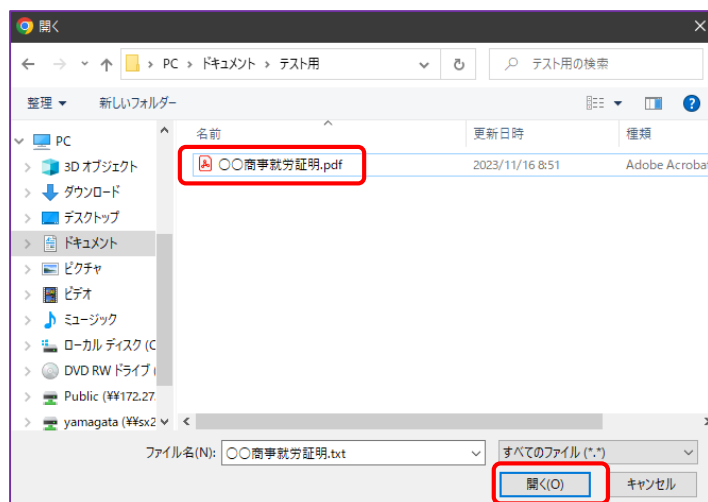 開く
PC › ドキュメント › テスト用
テスト用の検索
整理 新しいフォルダー
名前 更新日時 種類
〇〇商事就労証明.pdf 2023/11/16 8:51 Adobe Acrobat
PC
3D オブジェクト
ダウンロード
デスクトップ
ドキュメント
ピクチャ
ビデオ
ミュージック
ローカル ディスク (C
DVD RW ドライブ (
Public (¥¥172.27
yamagata (¥¥sx2
ファイル名(N): 〇〇商事就労証明.txt すべてのファイル (*.*)
開く(O) キャンセル